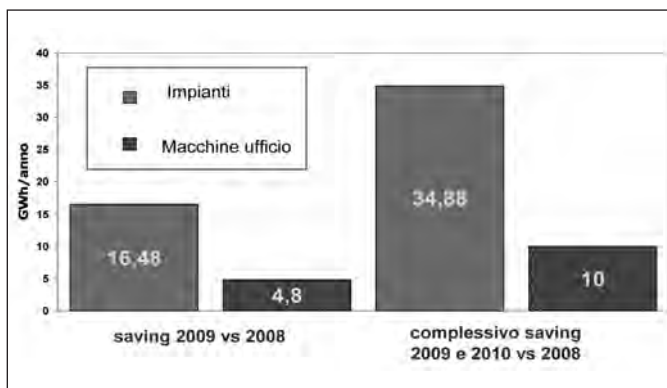 GWh/anno
40
35
30
25
20
15
10
5
0
Impianti
Macchine ufficio
16,48
4,8
34,88
10
saving 2009 vs 2008
complessivo saving
2009 e 2010 vs 2008